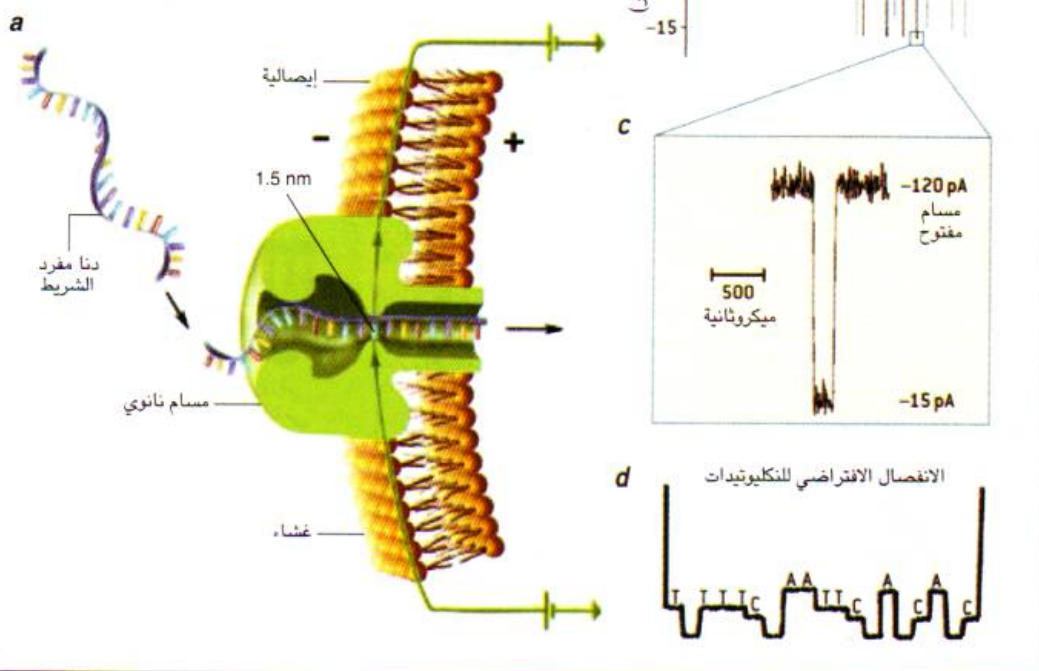 a
إيصالية
−
+
1.5 nm
دنا مفرد
الشريط
مسام نانوي
غشاء
−15
c
−120 pA
مسام
مفتوح
500
ميكروثانية
−15 pA
d
الانفصال الافتراضي للنكليوتيدات
T T T T C A A T T C A C A C